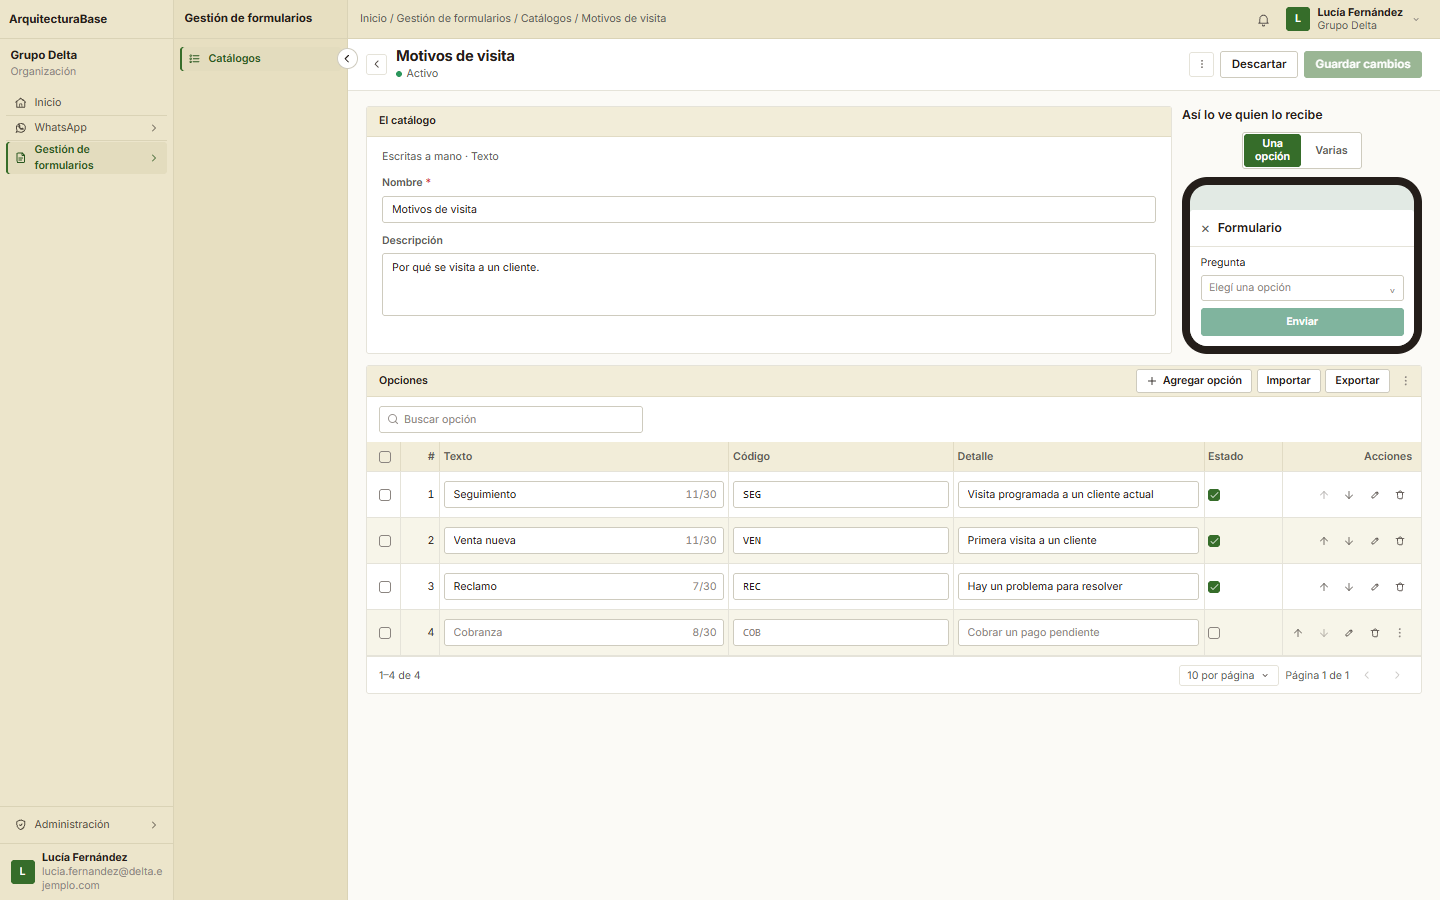 ArquitecturaBase
Gestión de formularios
Inicio / Gestión de formularios / Catálogos / Motivos de visita
L
Lucía Fernández
Grupo Delta
Grupo Delta
Organización
Inicio
WhatsApp
Gestión de
formularios
Catálogos
Motivos de visita
Activo
Descartar
Guardar cambios
El catálogo
Escritas a mano · Texto
Nombre *
Motivos de visita
Descripción
Por qué se visita a un cliente.
Así lo ve quien lo recibe
Una
opción
Varias
Formulario
Pregunta
Elegí una opción
Enviar
Opciones
Agregar opción
Importar
Exportar
Buscar opción
# Texto Código Detalle Estado Acciones
1 Seguimiento 11/30 SEG Visita programada a un cliente actual
2 Venta nueva 11/30 VEN Primera visita a un cliente
3 Reclamo 7/30 REC Hay un problema para resolver
4 Cobranza 8/30 COB Cobrar un pago pendiente
1–4 de 4
10 por página
Página 1 de 1
Administración
L
Lucía Fernández
lucia.fernandez@delta.e
jemplo.com